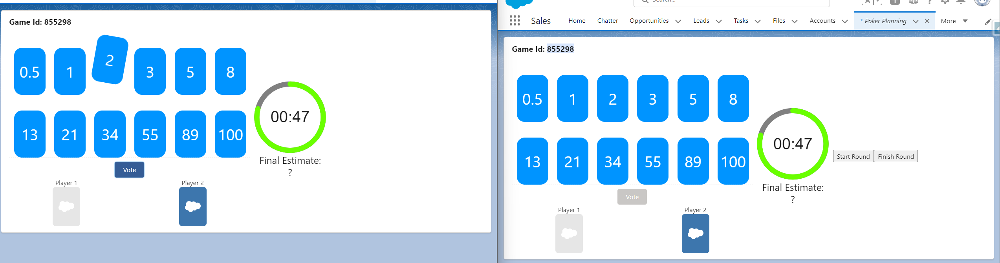 Game Id: 855298
0.5 1 2 3 5 8
13 21 34 55 89 100
00:47
Final Estimate:
?
Vote
Player 1 Player 2
Search...
Sales Home Chatter Opportunities Leads Tasks Files Accounts * Poker Planning More
Game Id: 855298
0.5 1 2 3 5 8
13 21 34 55 89 100
00:47
Start Round Finish Round
Final Estimate:
?
Vote
Player 1 Player 2